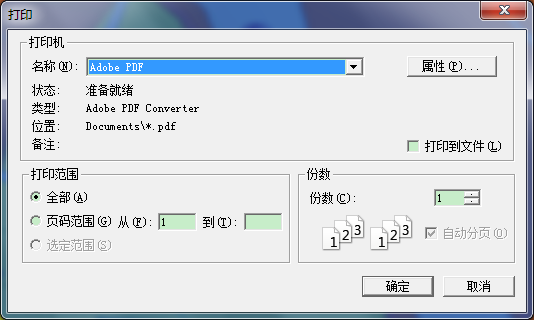 打印
打印机
名称(N): Adobe PDF 属性(P)...
状态: 准备就绪
类型: Adobe PDF Converter
位置: Documents\*.pdf
备注: 打印到文件(L)
打印范围
全部(A)
页码范围(G) 从(F): 1 到(T):
选定范围(S)
份数
份数(C): 1
1 2 3 1 2 3 自动分页(O)
确定 取消